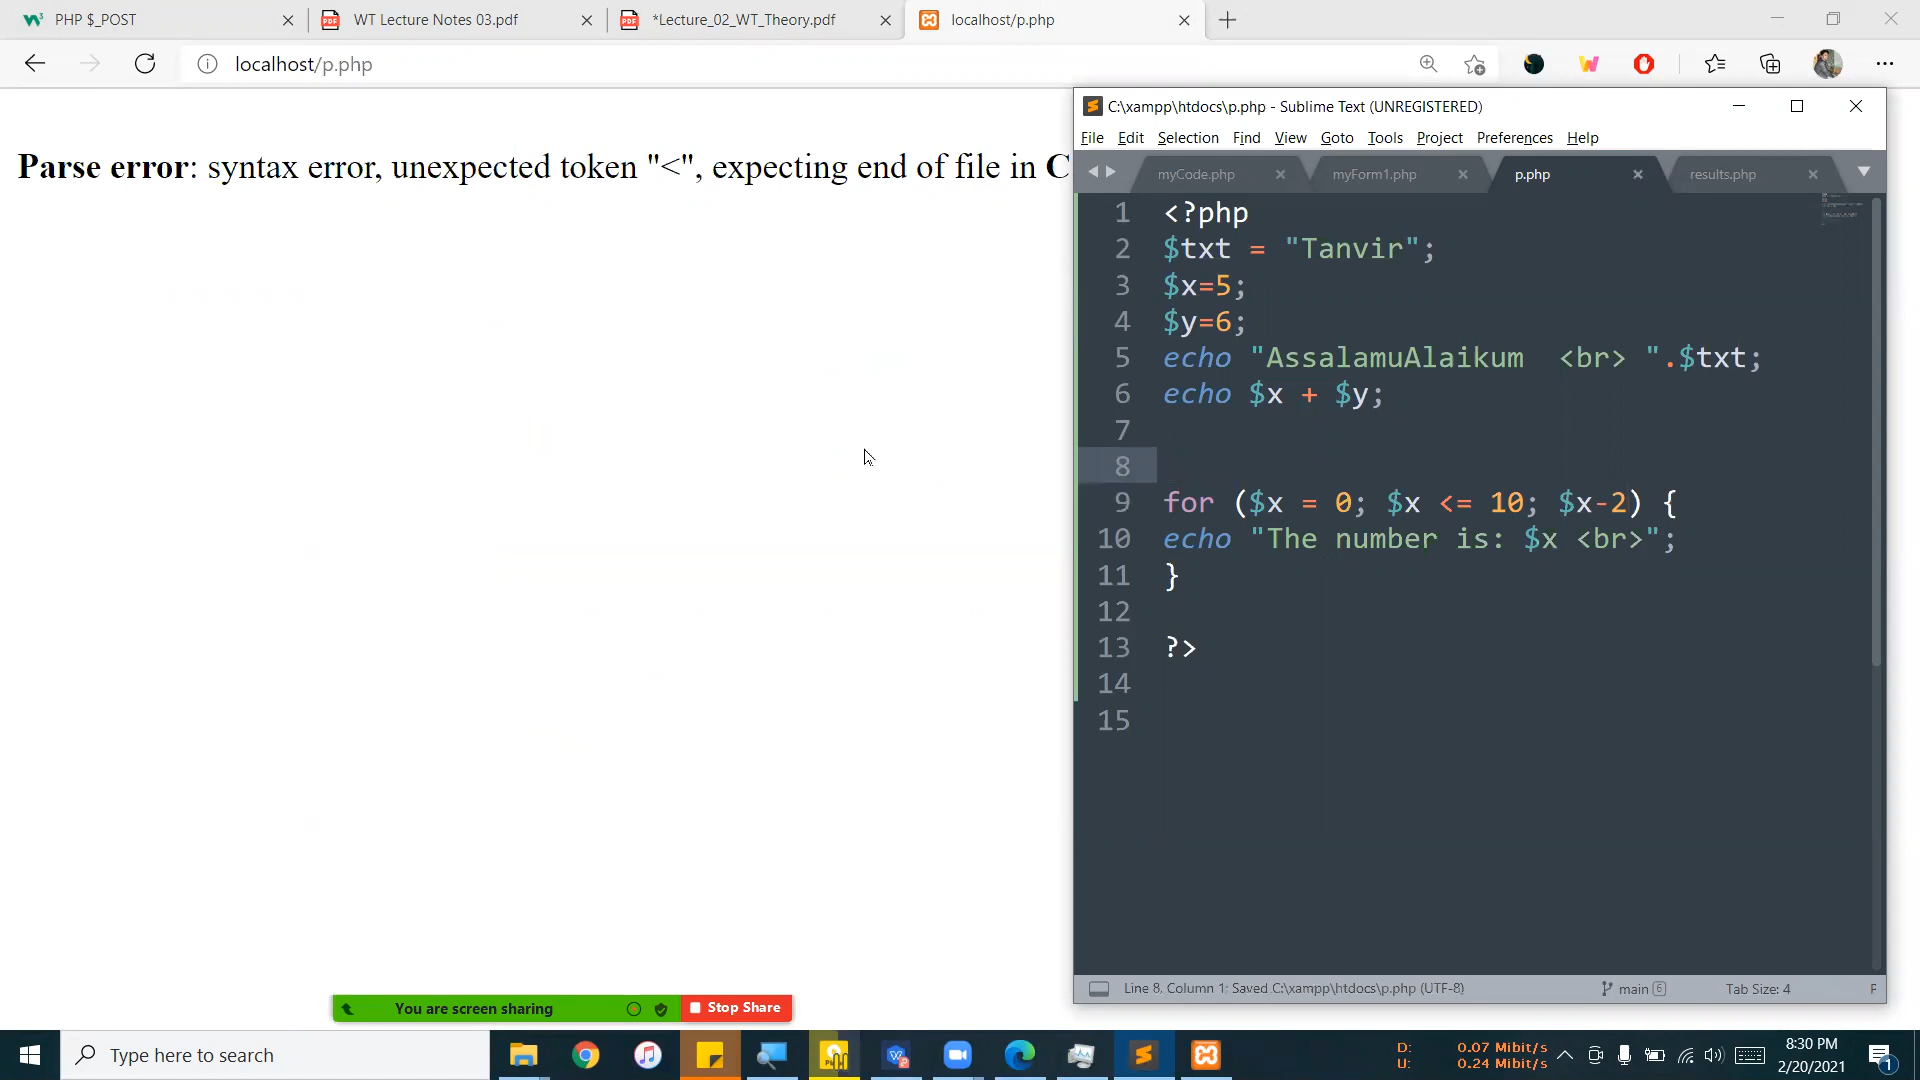 PHP $_POST
WT Lecture Notes 03.pdf
*Lecture_02_WT_Theory.pdf
localhost/p.php
localhost/p.php
Parse error: syntax error, unexpected token "<", expecting end of file in C
C:\xampp\htdocs\p.php - Sublime Text (UNREGISTERED)
File Edit Selection Find View Goto Tools Project Preferences Help
myCode.php
myForm1.php
p.php
results.php
1 <?php
2 $txt = "Tanvir";
3 $x=5;
4 $y=6;
5 echo "AssalamuAlaikum  <br> ".$txt;
6 echo $x + $y;
7
8
9 for ($x = 0; $x <= 10; $x-2) {
10 echo "The number is: $x <br>";
11 }
12
13 ?>
14
15
Line 8, Column 1; Saved C:\xampp\htdocs\p.php (UTF-8)
main 6
Tab Size: 4
P
You are screen sharing
Stop Share
Type here to search
D: 0.07 Mibit/s
U: 0.24 Mibit/s
8:30 PM
2/20/2021
1